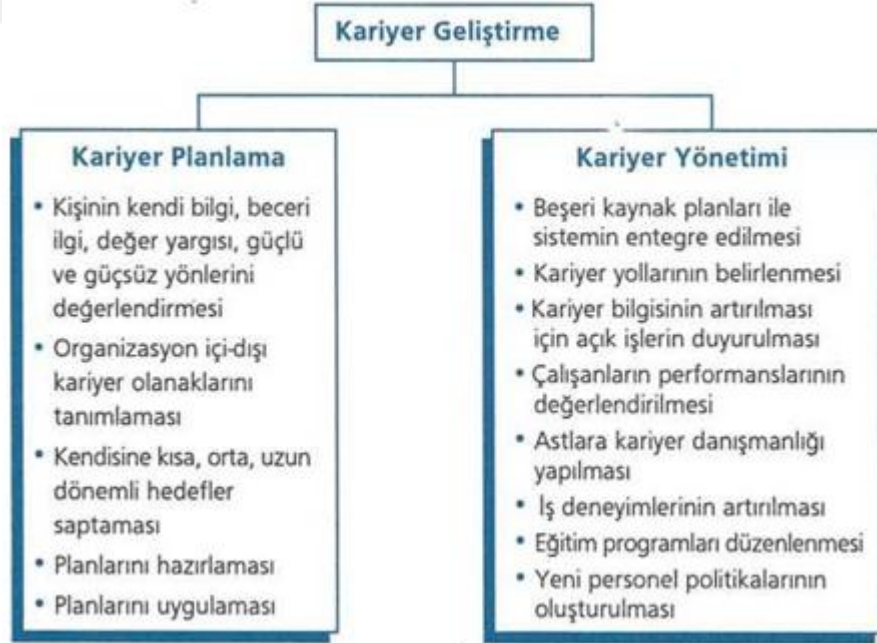 Kariyer Geliştirme
Kariyer Planlama
• Kişinin kendi bilgi, beceri
ilgi, değer yargısı, güçlü
ve güçsüz yönlerini
değerlendirmesi
• Organizasyon içi-dışı
kariyer olanaklarını
tanımlaması
• Kendisine kısa, orta, uzun
dönemli hedefler
saptaması
• Planlarını hazırlaması
• Planlarını uygulaması
Kariyer Yönetimi
• Beşeri kaynak planları ile
sistemin entegre edilmesi
• Kariyer yollarının belirlenmesi
• Kariyer bilgisinin artırılması
için açık işlerin duyurulması
• Çalışanların performanslarının
değerlendirilmesi
• Astlara kariyer danışmanlığı
yapılması
• İş deneyimlerinin artırılması
• Eğitim programları düzenlenmesi
• Yeni personel politikalarının
oluşturulması